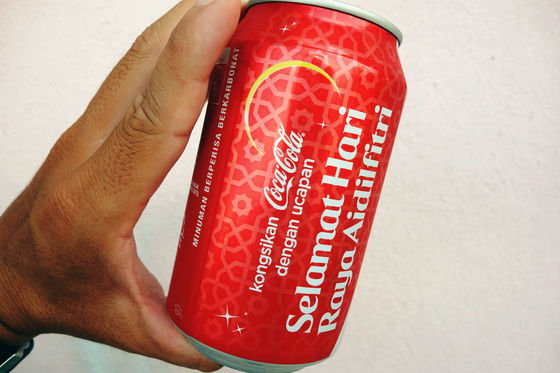 MINUMAN BERPERISA BERKARBONAT
kongsikan Coca-Cola
dengan ucapan
Selamat Hari
Raya Aidilfitri